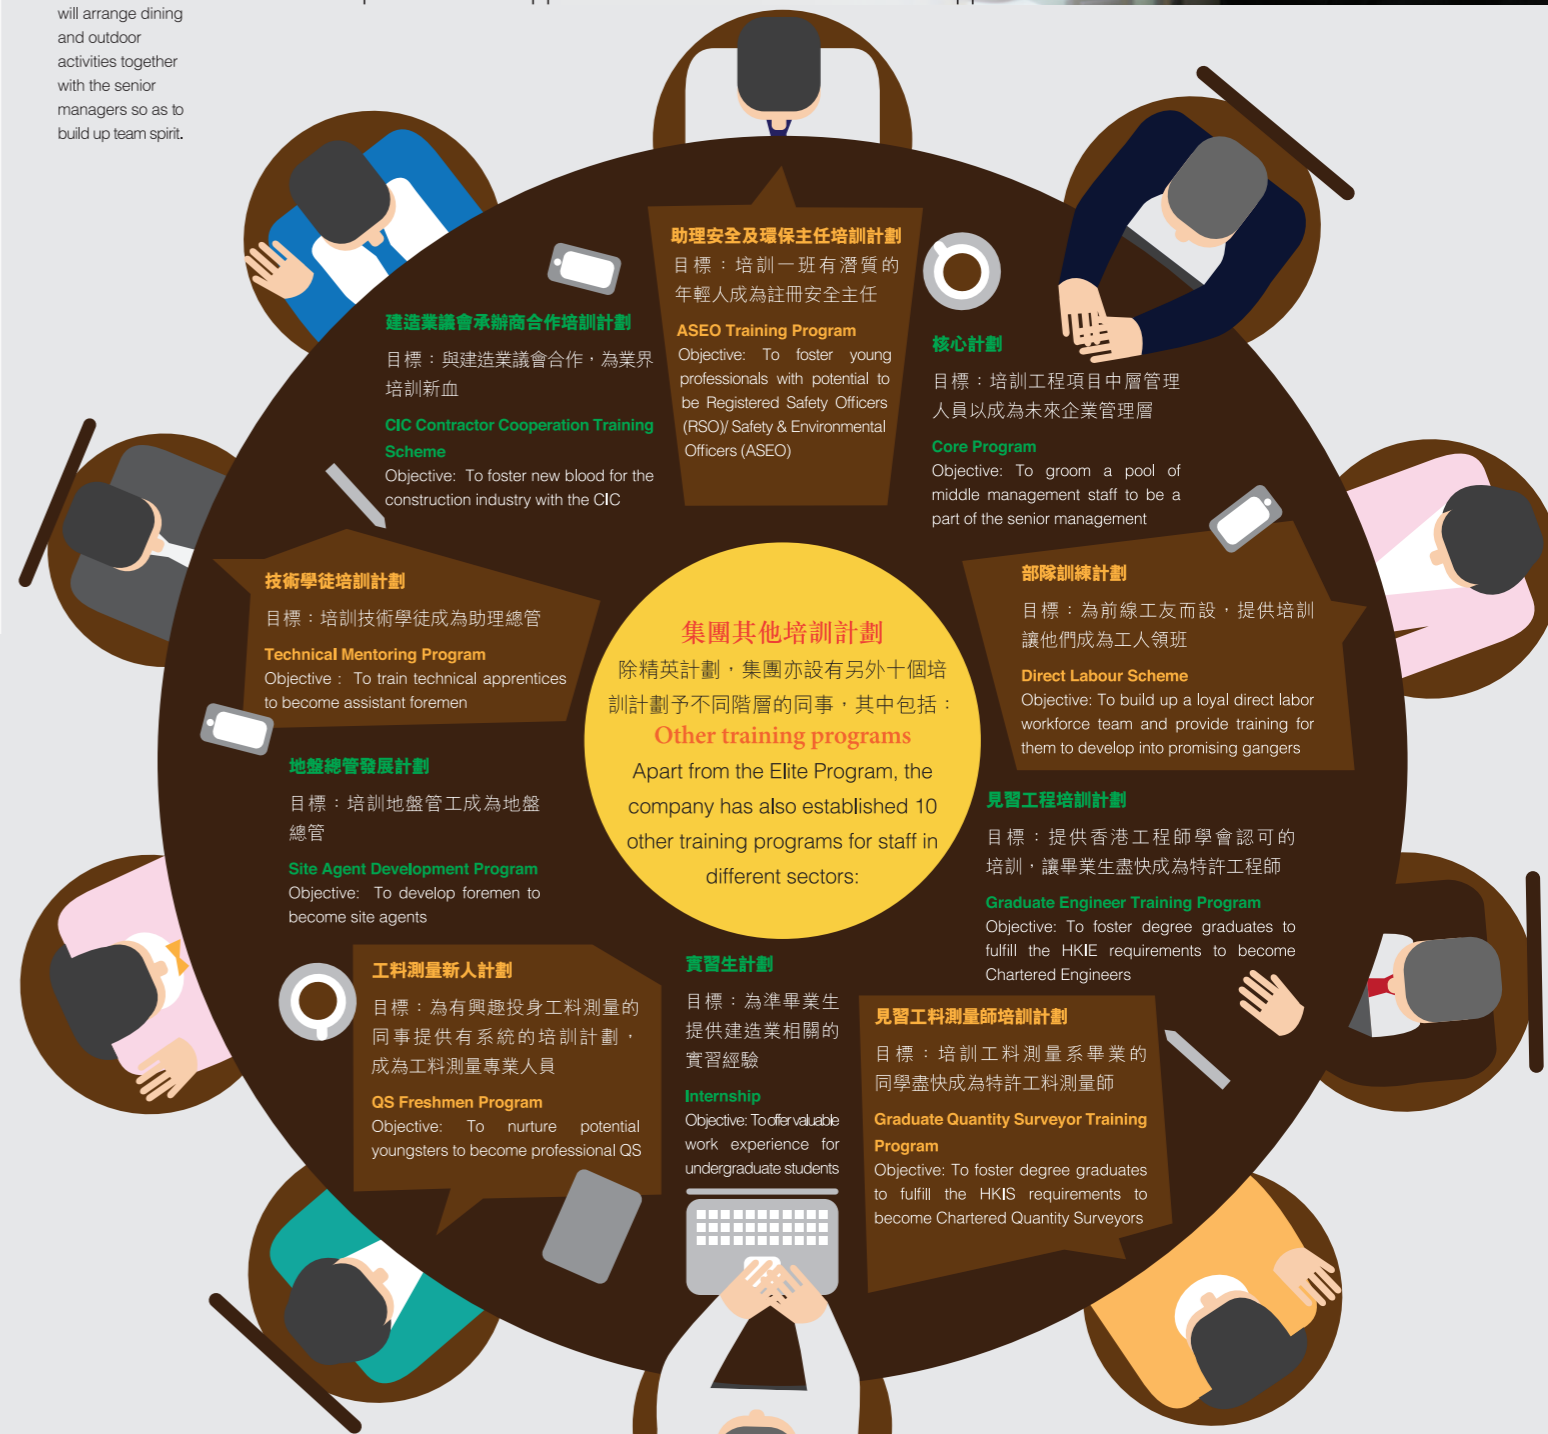 will arrange dining
and outdoor
activities together
with the senior
managers so as to
build up team spirit.
助理安全及環保主任培訓計劃
目標：培訓一班有潛質的
年輕人成為註冊安全主任
ASEO Training Program
Objective: To foster young
professionals with potential to
be Registered Safety Officers
(RSO)/ Safety & Environmental
Officers (ASEO)
建造業議會承辦商合作培訓計劃
目標：與建造業議會合作，為業界
培訓新血
CIC Contractor Cooperation Training
Scheme
Objective: To foster new blood for the
construction industry with the CIC
核心計劃
目標：培訓工程項目中層管理
人員以成為未來企業管理層
Core Program
Objective: To groom a pool of
middle management staff to be a
part of the senior management
技術學徒培訓計劃
目標：培訓技術學徒成為助理總管
Technical Mentoring Program
Objective : To train technical apprentices
to become assistant foremen
集團其他培訓計劃
除精英計劃，集團亦設有另外十個培
訓計劃予不同階層的同事，其中包括：
Other training programs
Apart from the Elite Program, the
company has also established 10
other training programs for staff in
different sectors:
部隊訓練計劃
目標：為前線工友而設，提供培訓
讓他們成為工人領班
Direct Labour Scheme
Objective: To build up a loyal direct labor
workforce team and provide training for
them to develop into promising gangers
地盤總管發展計劃
目標：培訓地盤管工成為地盤
總管
Site Agent Development Program
Objective: To develop foremen to
become site agents
見習工程培訓計劃
目標：提供香港工程師學會認可的
培訓，讓畢業生盡快成為特許工程師
Graduate Engineer Training Program
Objective: To foster degree graduates to
fulfill the HKIE requirements to become
Chartered Engineers
工料測量新人計劃
目標：為有興趣投身工料測量的
同事提供有系統的培訓計劃，
成為工料測量專業人員
QS Freshmen Program
Objective: To nurture potential
youngsters to become professional QS
實習生計劃
目標：為準畢業生
提供建造業相關的
實習經驗
Internship
Objective: To offer valuable
work experience for
undergraduate students
見習工料測量師培訓計劃
目標：培訓工料測量系畢業的
同學盡快成為特許工料測量師
Graduate Quantity Surveyor Training
Program
Objective: To foster degree graduates
to fulfill the HKIS requirements to
become Chartered Quantity Surveyors